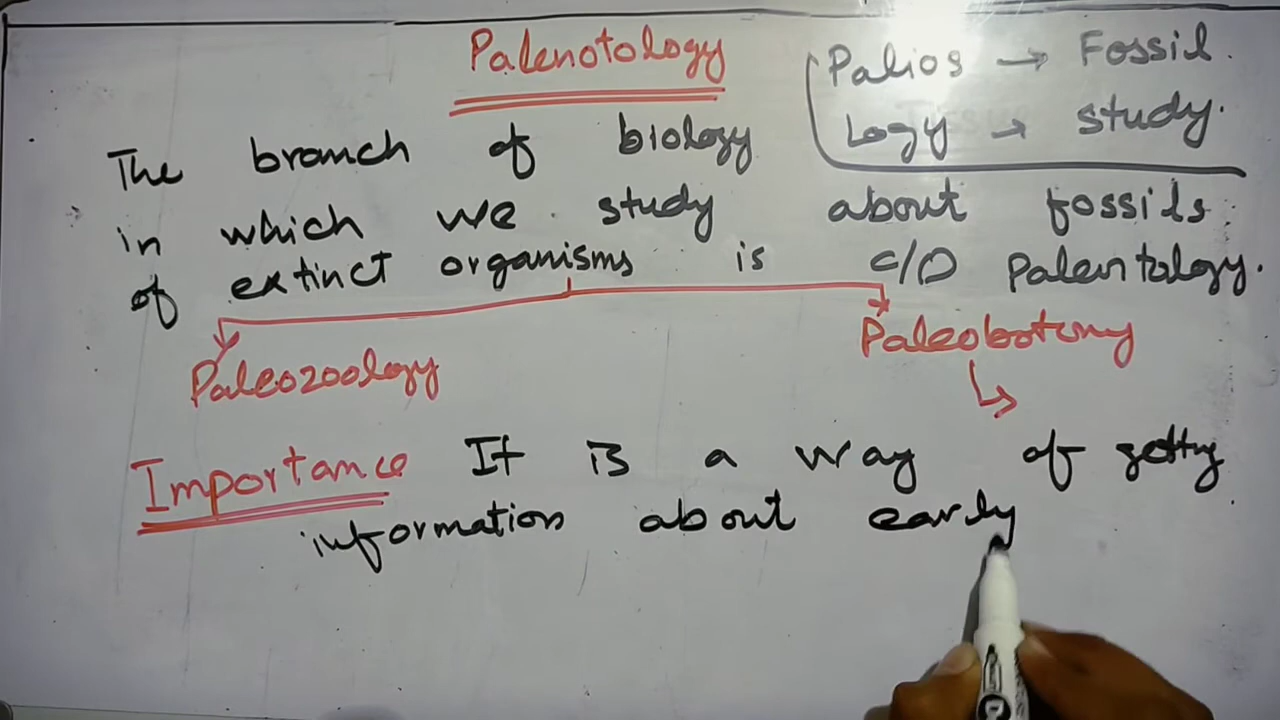 Palenotology
Palios → Fossil.
Logy → study.
The branch of biology
in which we study about fossils
of extinct organisms is c/D Palentology.
Paleozoology
Paleobotony
Importance It is a way of getting
information about early